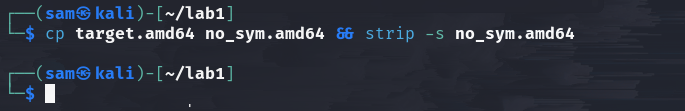 ┌──(sam㉿kali)-[~/lab1]
└─$ cp target.amd64 no_sym.amd64 && strip -s no_sym.amd64
┌──(sam㉿kali)-[~/lab1]
└─$